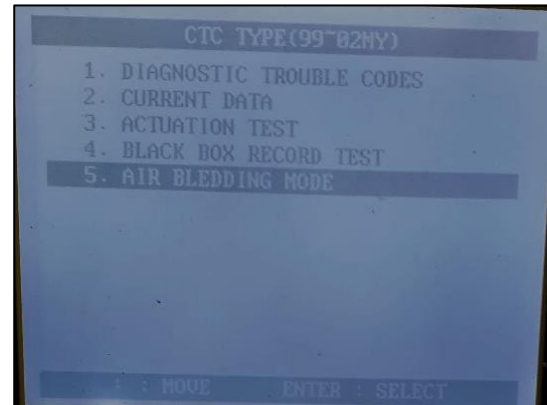 CTC TYPE(99~02MY)
1. DIAGNOSTIC TROUBLE CODES
2. CURRENT DATA
3. ACTUATION TEST
4. BLACK BOX RECORD TEST
5. AIR BLEDDING MODE
: MOVE ENTER : SELECT